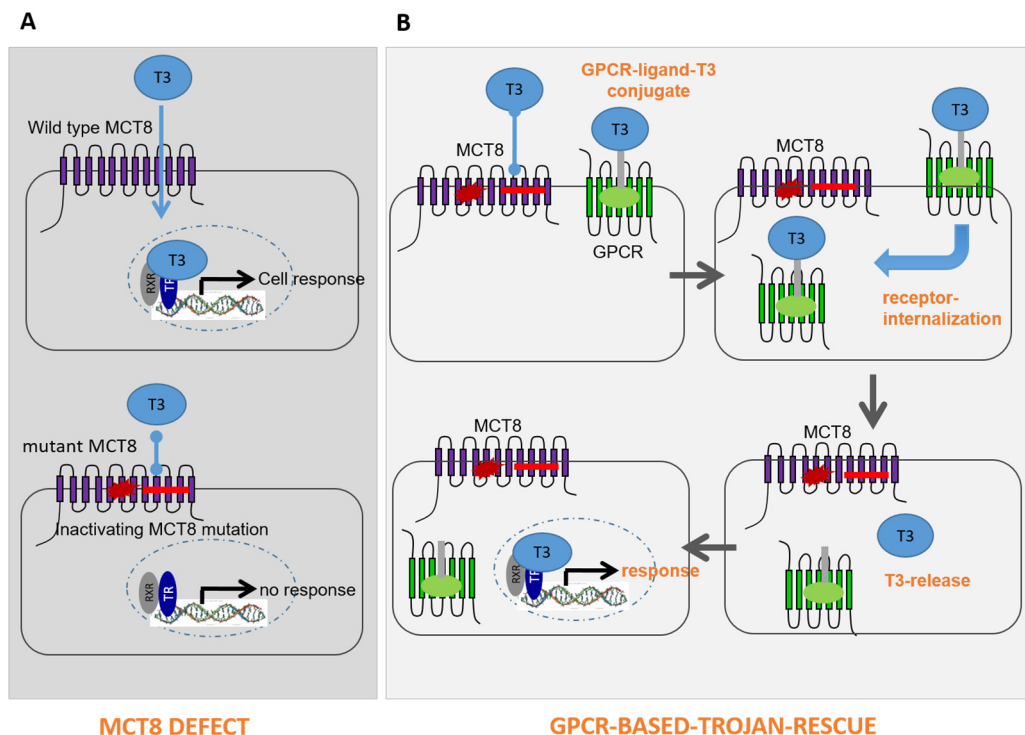 A
T3
Wild type MCT8
T3
RXR
TR
Cell response
T3
mutant MCT8
Inactivating MCT8 mutation
RXR
TR
no response
MCT8 DEFECT
B
T3
GPCR-ligand-T3
conjugate
T3
MCT8
GPCR
T3
MCT8
T3
receptor-
internalization
MCT8
T3
T3-release
MCT8
T3
RXR
TR
response
GPCR-BASED-TROJAN-RESCUE